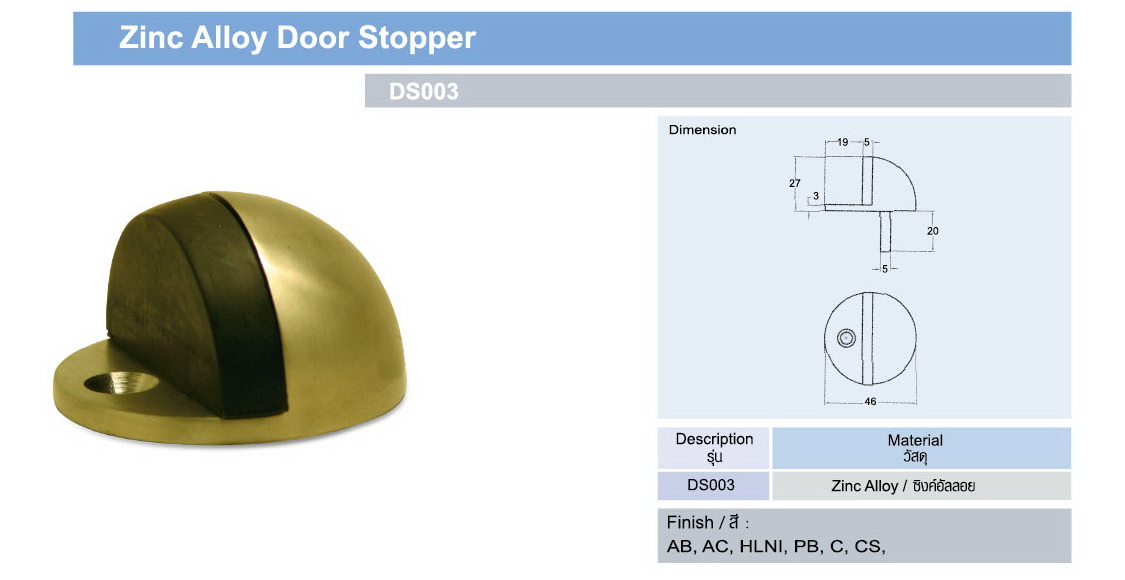 Zinc Alloy Door Stopper
DS003
Dimension
19 5
27
3
20
5
46
Description Material
รุ่น วัสดุ
DS003 Zinc Alloy / ซิงค์อัลลอย
Finish / สี :
AB, AC, HLNI, PB, C, CS,